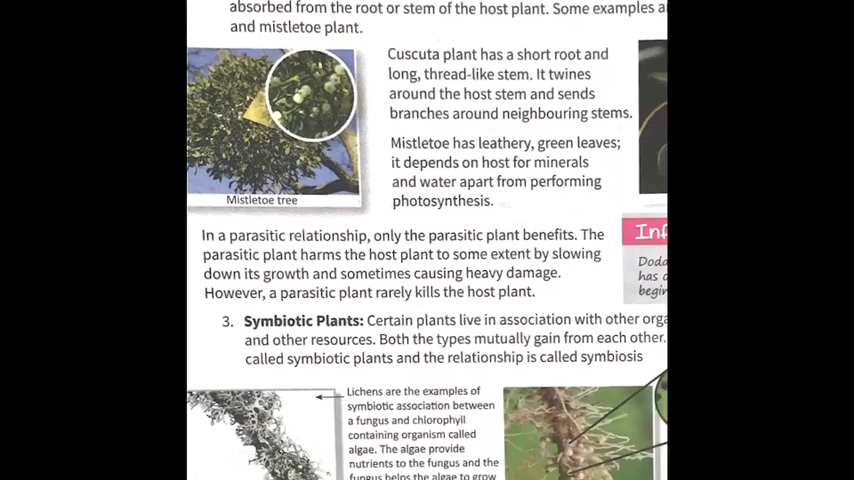 absorbed from the root or stem of the host plant. Some examples
and mistletoe plant.
Cuscuta plant has a short root and
long, thread-like stem. It twines
around the host stem and sends
branches around neighbouring stems.
Mistletoe has leathery, green leaves;
it depends on host for minerals
and water apart from performing
photosynthesis.
Mistletoe tree
In a parasitic relationship, only the parasitic plant benefits. The
parasitic plant harms the host plant to some extent by slowing
down its growth and sometimes causing heavy damage.
However, a parasitic plant rarely kills the host plant.
3. Symbiotic Plants: Certain plants live in association with other
and other resources. Both the types mutually gain from each other.
called symbiotic plants and the relationship is called symbiosis
Lichens are the examples of
symbiotic association between
a fungus and chlorophyll
containing organism called
algae. The algae provide
nutrients to the fungus and the
fungus helps the algae to grow